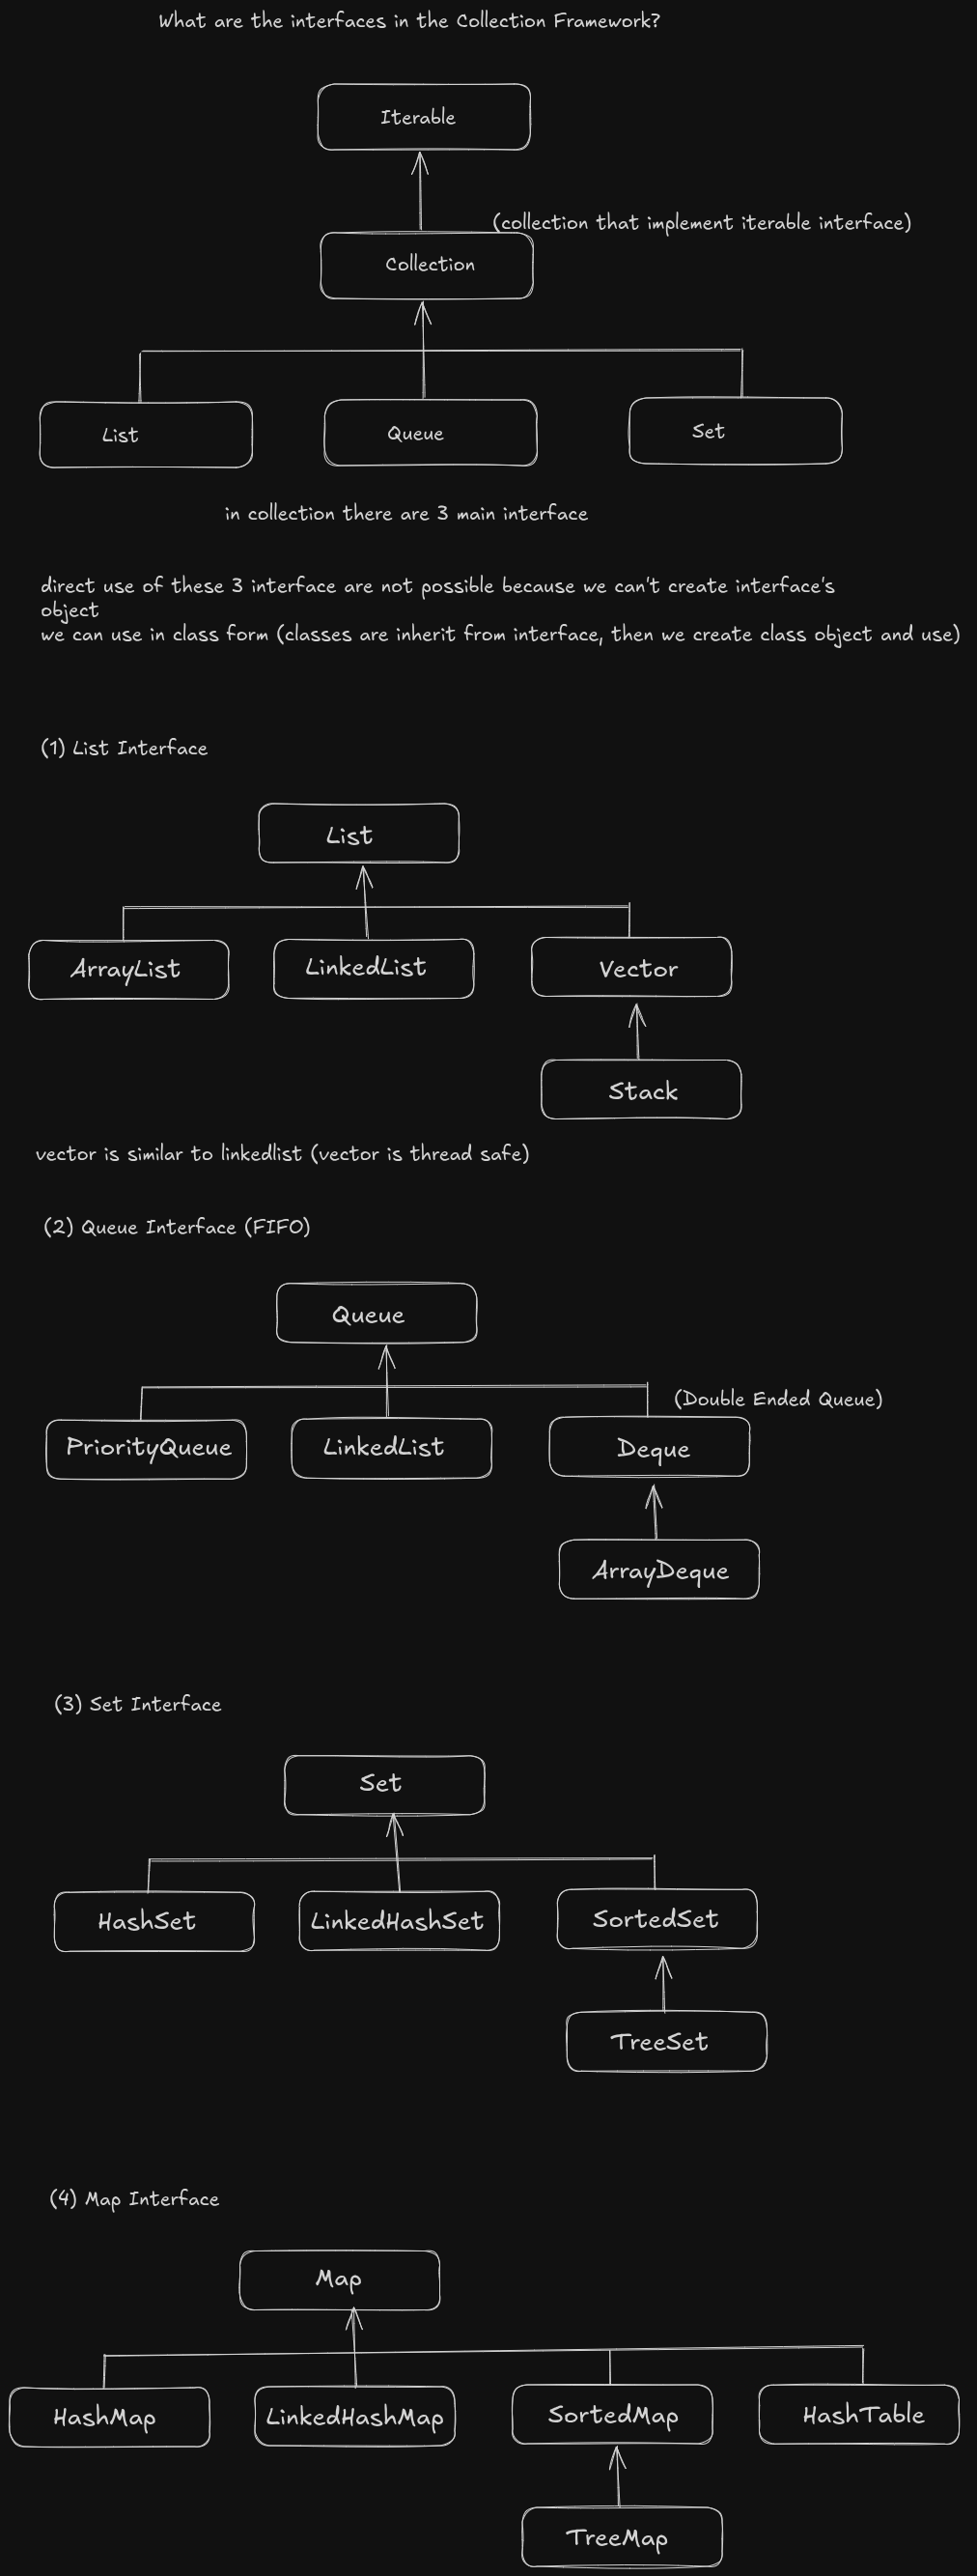 What are the interfaces in the Collection Framework?
Iterable
(collection that implement iterable interface)
Collection
List
Queue
Set
in collection there are 3 main interface
direct use of these 3 interface are not possible because we can't create interface's
object
we can use in class form (classes are inherit from interface, then we create class object and use)
(1) List Interface
List
ArrayList
LinkedList
Vector
Stack
vector is similar to linkedlist (vector is thread safe)
(2) Queue Interface (FIFO)
Queue
(Double Ended Queue)
PriorityQueue
LinkedList
Deque
ArrayDeque
(3) Set Interface
Set
HashSet
LinkedHashSet
SortedSet
TreeSet
(4) Map Interface
Map
HashMap
LinkedHashMap
SortedMap
HashTable
TreeMap